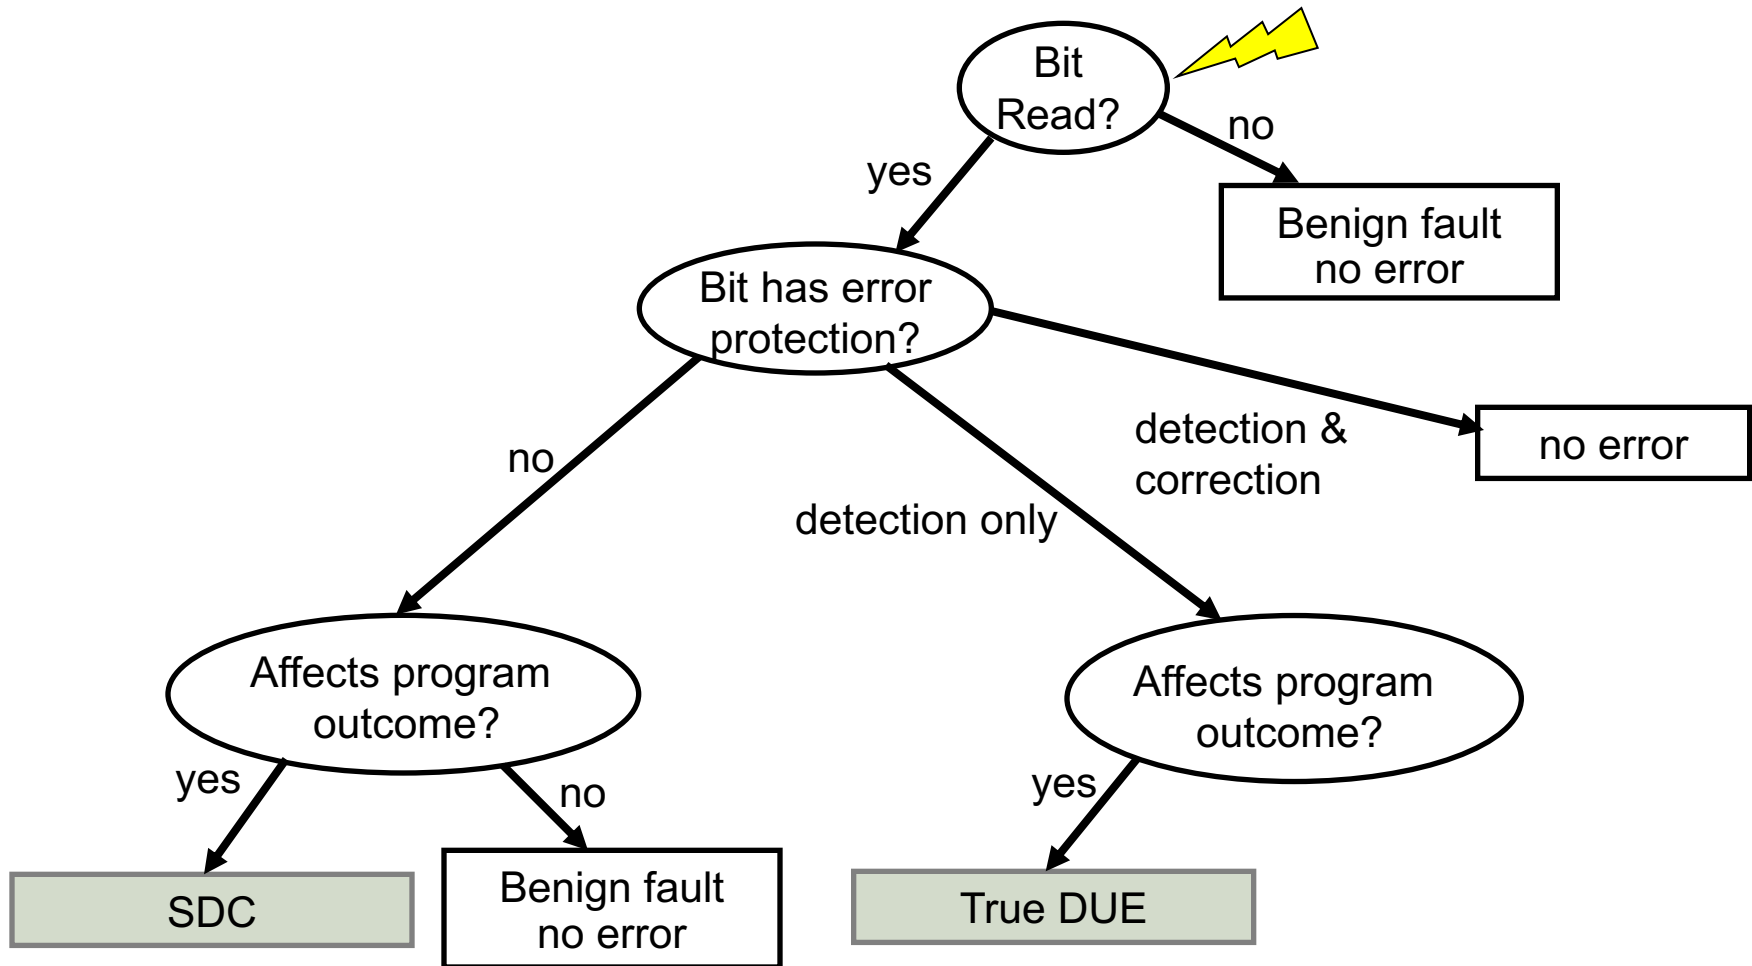 Bit
Read?
no
yes
Benign fault
no error
Bit has error
protection?
detection &
correction
no error
no
detection only
Affects program
outcome?
Affects program
outcome?
yes
no
yes
SDC
Benign fault
no error
True DUE